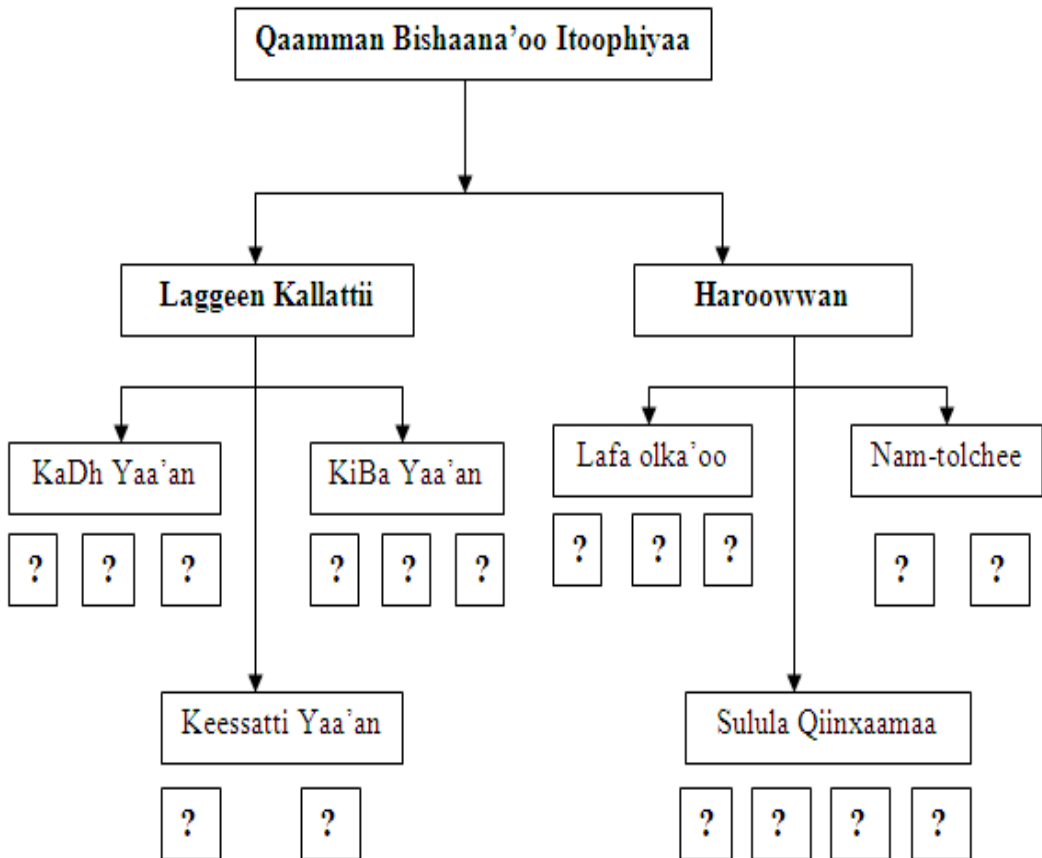 Qaamman Bishaana’oo Itoophiyaa
Laggeen Kallattii
Haroowwan
KaDh Yaa’an
KiBa Yaa’an
Lafa olka’oo
Nam-tolchee
? ? ?
? ? ?
? ? ?
? ?
Keessatti Yaa’an
Sulula Qiinxaamaa
? ?
? ? ? ?